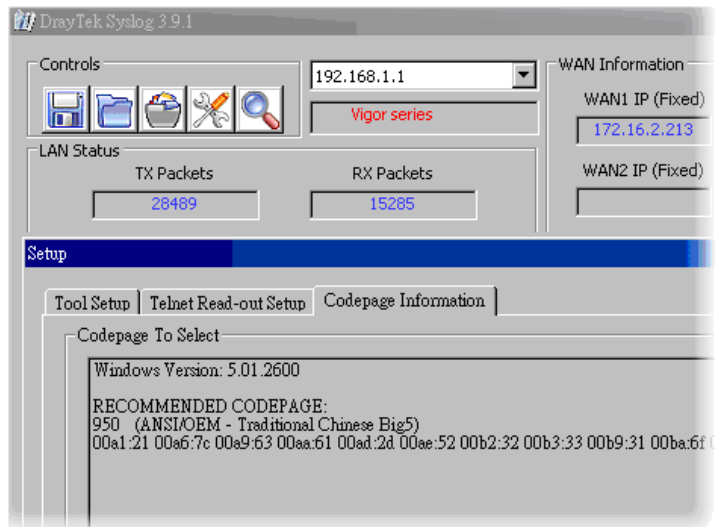 DrayTek Syslog 3.9.1
Controls
192.168.1.1
Vigor series
WAN Information
WAN1 IP (Fixed)
172.16.2.213
WAN2 IP (Fixed)
LAN Status
TX Packets
RX Packets
28489
15285
Setup
Tool Setup
Telnet Read-out Setup
Codepage Information
Codepage To Select
Windows Version: 5.01.2600
RECOMMENDED CODEPAGE:
950 (ANSI/OEM - Traditional Chinese Big5)
00a1:21 00a6:7c 00a9:63 00aa:61 00ad:2d 00ae:52 00b2:32 00b3:33 00b9:31 00ba:6f